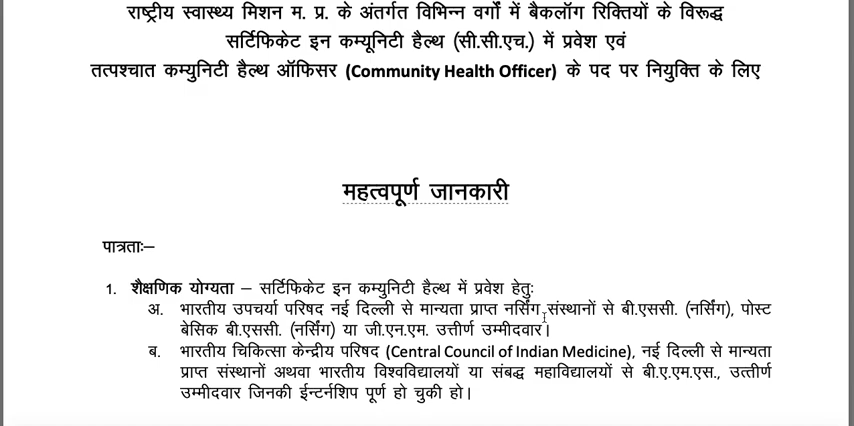 राष्ट्रीय स्वास्थ्य मिशन म. प्र. के अंतर्गत विभिन्न वर्गों में बैकलॉग रिक्तियों के विरूद्ध
सर्टिफिकेट इन कम्यूनिटी हैल्थ (सी.सी.एच.) में प्रवेश एवं
तत्पश्चात कम्युनिटी हैल्थ ऑफिसर (Community Health Officer) के पद पर नियुक्ति के लिए
महत्वपूर्ण जानकारी
पात्रताः–
1. शैक्षणिक योग्यता – सर्टिफिकेट इन कम्युनिटी हैल्थ में प्रवेश हेतुः
अ. भारतीय उपचर्या परिषद नई दिल्ली से मान्यता प्राप्त नर्सिंग संस्थानों से बी.एससी. (नर्सिंग), पोस्ट
बेसिक बी.एससी. (नर्सिंग) या जी.एन.एम. उत्तीर्ण उम्मीदवार।
ब. भारतीय चिकित्सा केन्द्रीय परिषद (Central Council of Indian Medicine), नई दिल्ली से मान्यता
प्राप्त संस्थानों अथवा भारतीय विश्वविद्यालयों या संबद्ध महाविद्यालयों से बी.ए.एम.एस., उत्तीर्ण
उम्मीदवार जिनकी ईन्टर्नशिप पूर्ण हो चुकी हो।